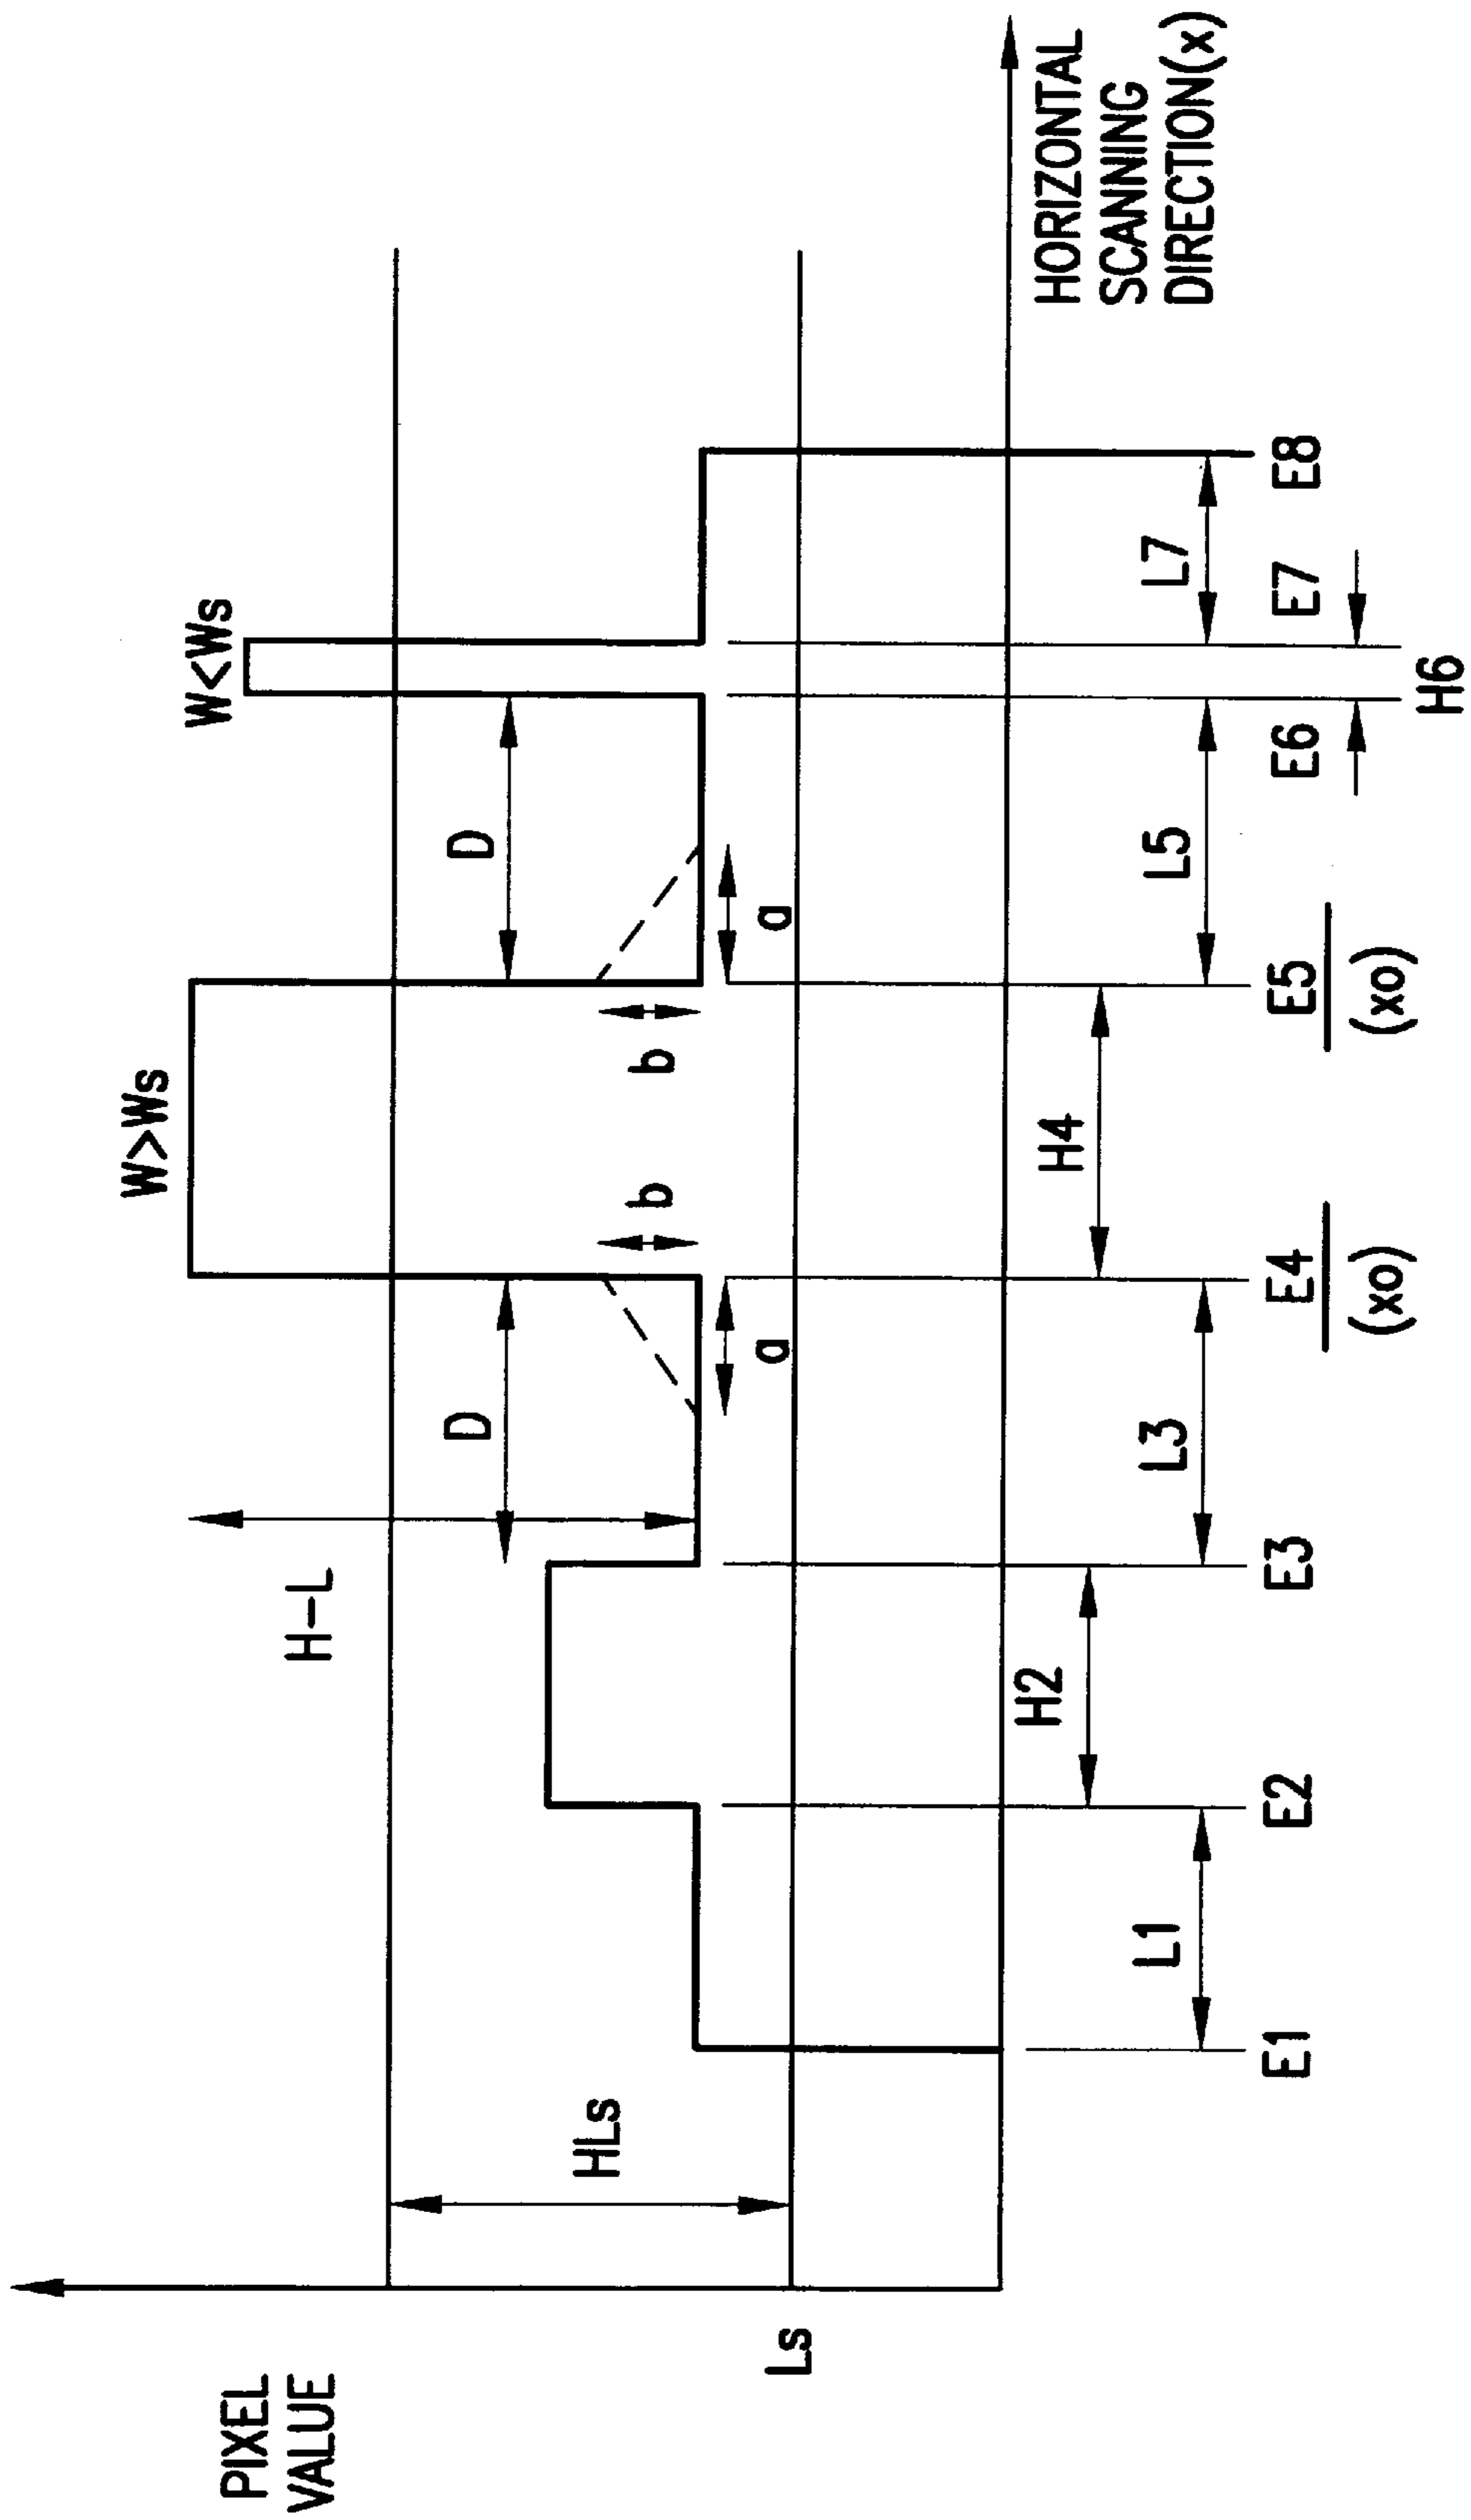 PIXEL
VALUE
W>Ws
W<Ws
H-L
D
D
HLs
b
b
a
a
Ls
HORIZONTAL
SCANNING
DIRECTION(x)
H2
H4
L1
L3
L5
L7
E1
E2
E3
E4
(xo)
E5
(xo)
E6
E7
E8
H6